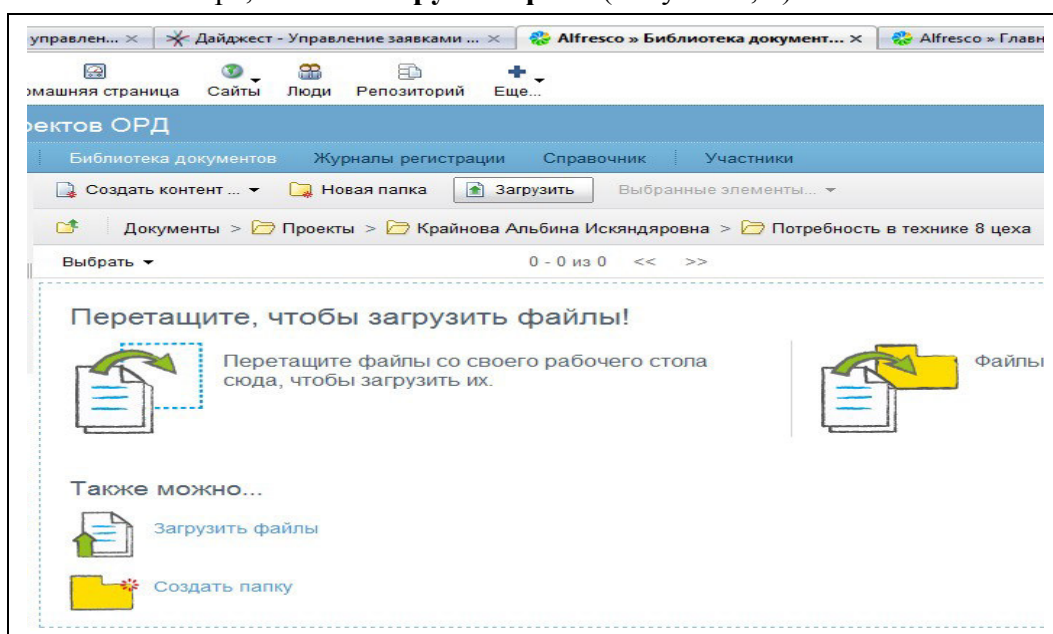 управлен... Дайджест - Управление заявками ... Alfresco » Библиотека документ... Alfresco » Главн
омашняя страница Сайты Люди Репозиторий Еще...
ректов ОРД
Библиотека документов Журналы регистрации Справочник Участники
Создать контент ... Новая папка Загрузить Выбранные элементы...
Документы > Проекты > Крайнова Альбина Искяндяровна > Потребность в технике 8 цеха
Выбрать 0 - 0 из 0 << >>
Перетащите, чтобы загрузить файлы!
Перетащите файлы со своего рабочего стола
сюда, чтобы загрузить их.
Файлы
Также можно...
Загрузить файлы
Создать папку